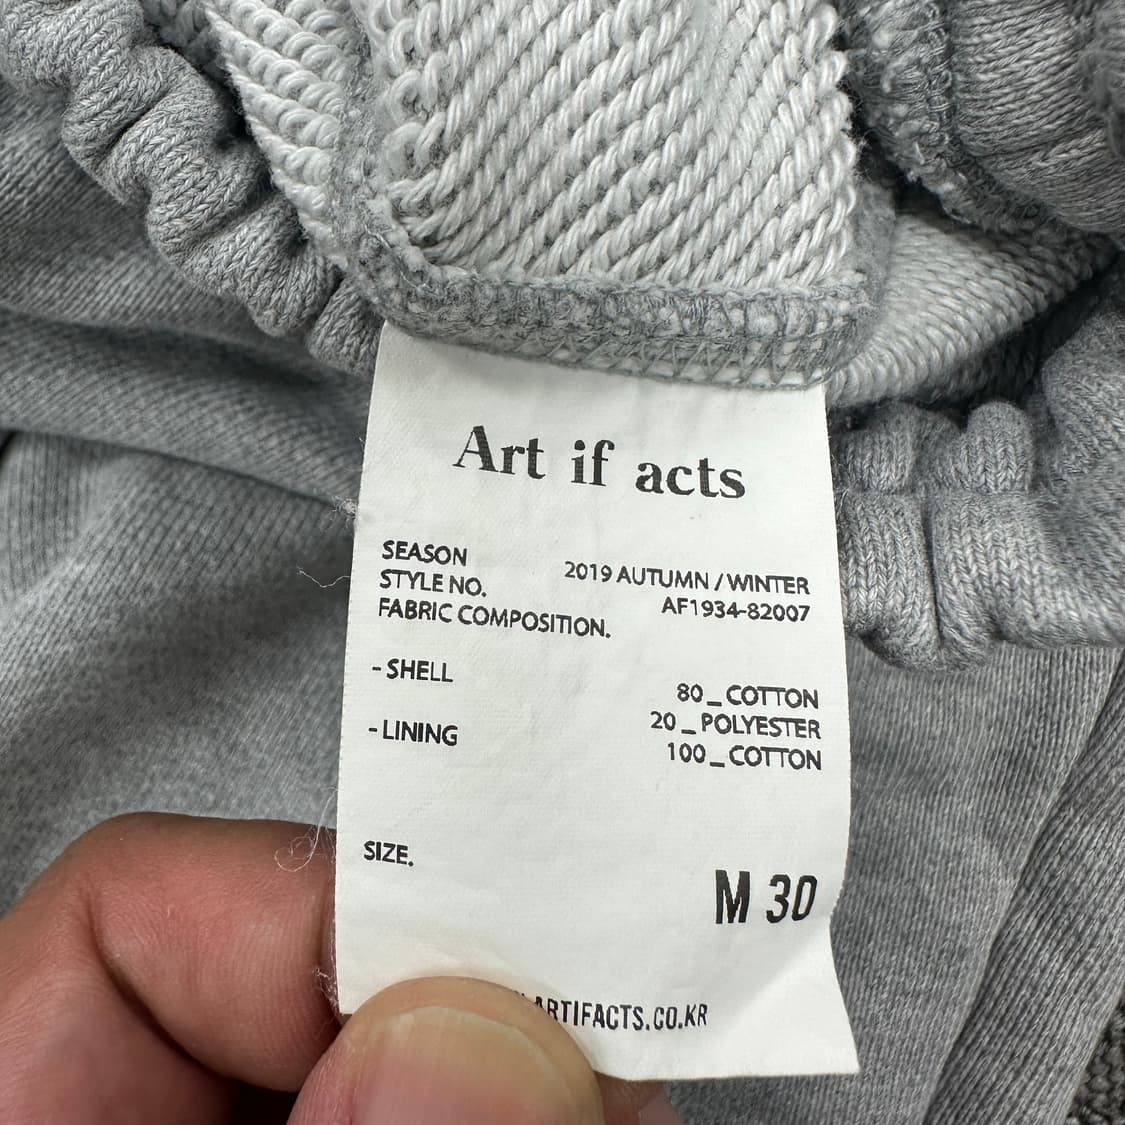 Art if acts
SEASON 2019 AUTUMN / WINTER
STYLE NO. AF1934-82007
FABRIC COMPOSITION.
- SHELL 80_COTTON
20_POLYESTER
- LINING 100_COTTON
SIZE. M 30
ARTIFACTS.CO.KR